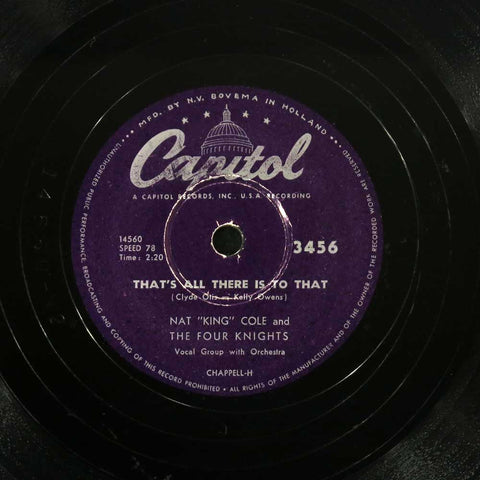 MFD. BY N.V. BOVEMA IN HOLLAND
Capitol
A CAPITOL RECORDS, INC., U.S.A. RECORDING
14560
SPEED 78
Time: 2:20
3456
THAT'S ALL THERE IS TO THAT
(Clyde Otis - Kelly Owens)
NAT "KING" COLE and
THE FOUR KNIGHTS
Vocal Group with Orchestra
CHAPPELL-H
UNAUTHORIZED PUBLIC PERFORMANCE, BROADCASTING AND COPYING OF THIS RECORD PROHIBITED • ALL RIGHTS OF THE MANUFACTURER AND OF THE OWNER OF THE RECORDED WORK ARE RESERVED